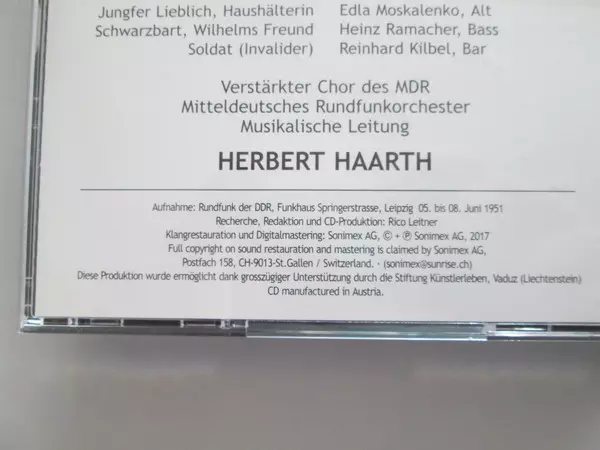 Jungfer Lieblich, Haushälterin Edla Moskalenko, Alt
Schwarzbart, Wilhelms Freund Heinz Ramacher, Bass
Soldat (Invalider) Reinhard Kilbel, Bar
Verstärkter Chor des MDR
Mitteldeutsches Rundfunkorchester
Musikalische Leitung
HERBERT HAARTH
Aufnahme: Rundfunk der DDR, Funkhaus Springerstrasse, Leipzig 05. bis 08. Juni 1951
Recherche, Redaktion und CD-Produktion: Rico Leitner
Klangrestauration und Digitalmastering: Sonimex AG, © + ℗ Sonimex AG, 2017
Full copyright on sound restauration and mastering is claimed by Sonimex AG,
Postfach 158, CH-9013-St.Gallen / Switzerland. - (sonimex@sunrise.ch)
Diese Produktion wurde ermöglicht dank grosszügiger Unterstützung durch die Stiftung Künstlerleben, Vaduz (Liechtenstein)
CD manufactured in Austria.